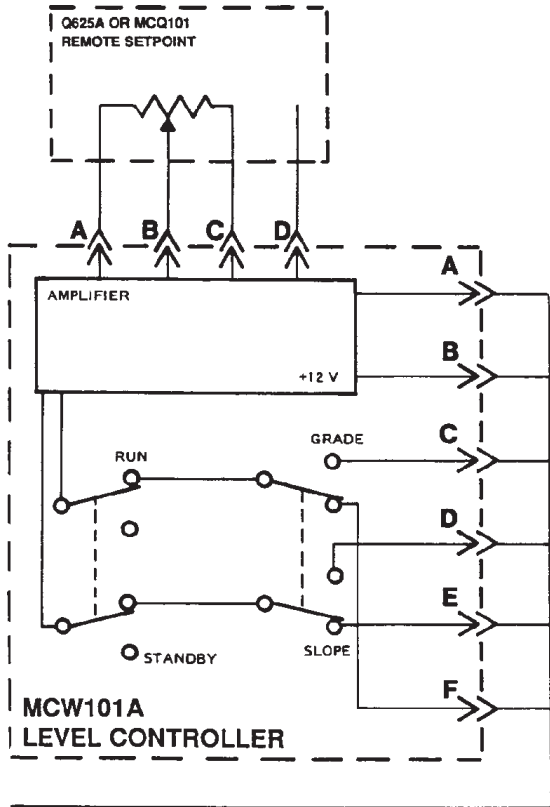 Q625A OR MCQ101
REMOTE SETPOINT
A B C D
AMPLIFIER
+12 V
A
B
GRADE
C
RUN
D
E
SLOPE
STANDBY
F
MCW101A
LEVEL CONTROLLER